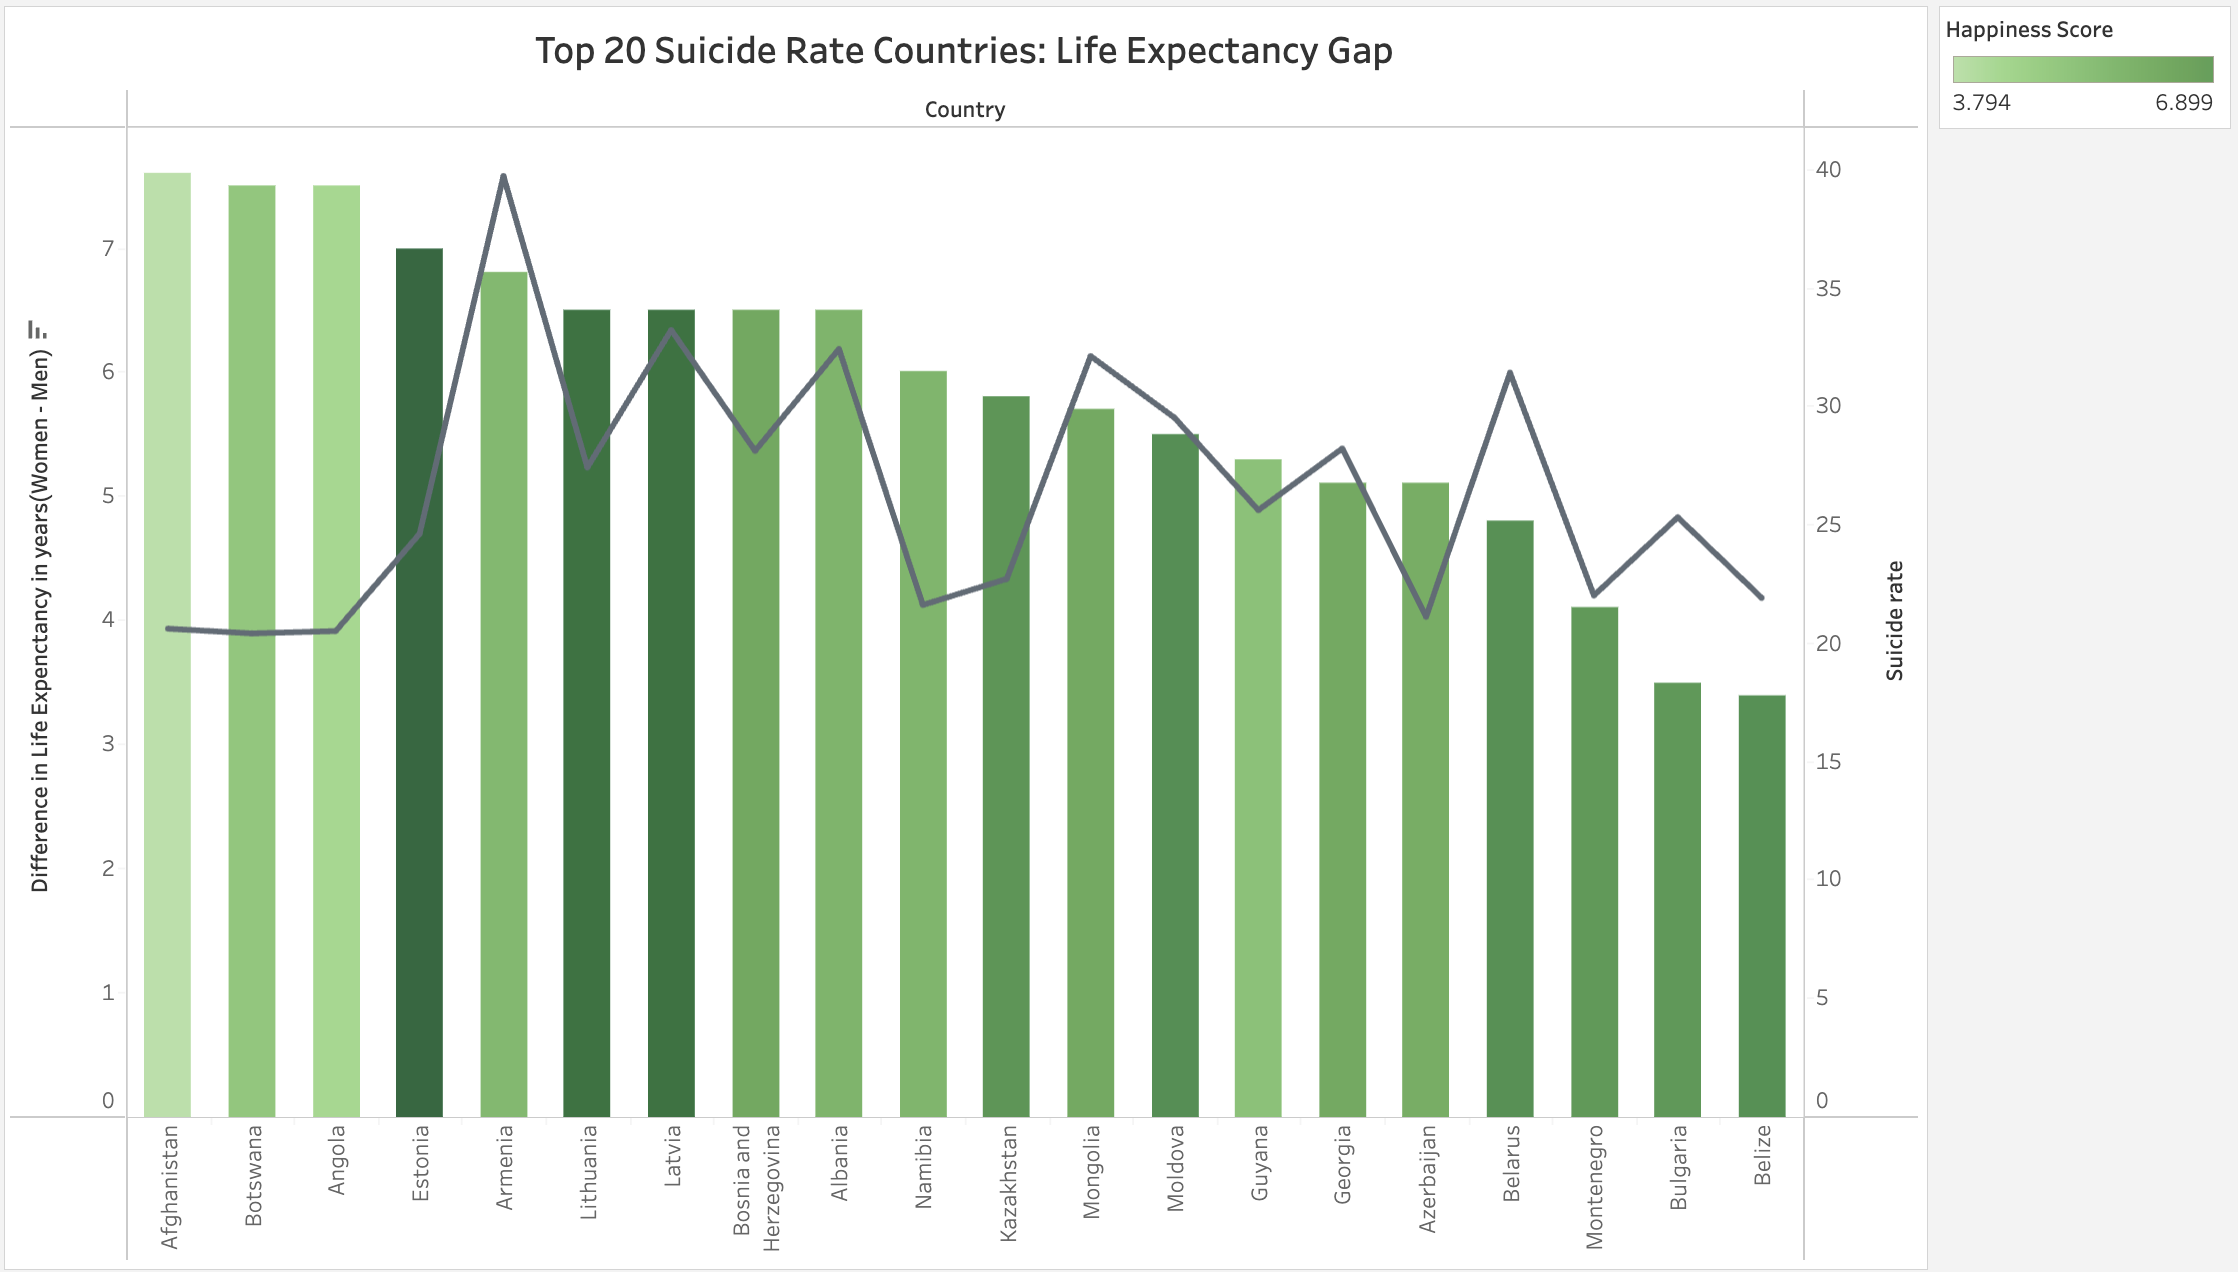 Top 20 Suicide Rate Countries: Life Expectancy Gap
Happiness Score
3.794 6.899
Country
Difference in Life Expenctancy in years(Women - Men)
7
6
5
4
3
2
1
0
40
35
30
25
20
15
10
5
0
Suicide rate
Afghanistan
Botswana
Angola
Estonia
Armenia
Lithuania
Latvia
Bosnia and
Herzegovina
Albania
Namibia
Kazakhstan
Mongolia
Moldova
Guyana
Georgia
Azerbaijan
Belarus
Montenegro
Bulgaria
Belize